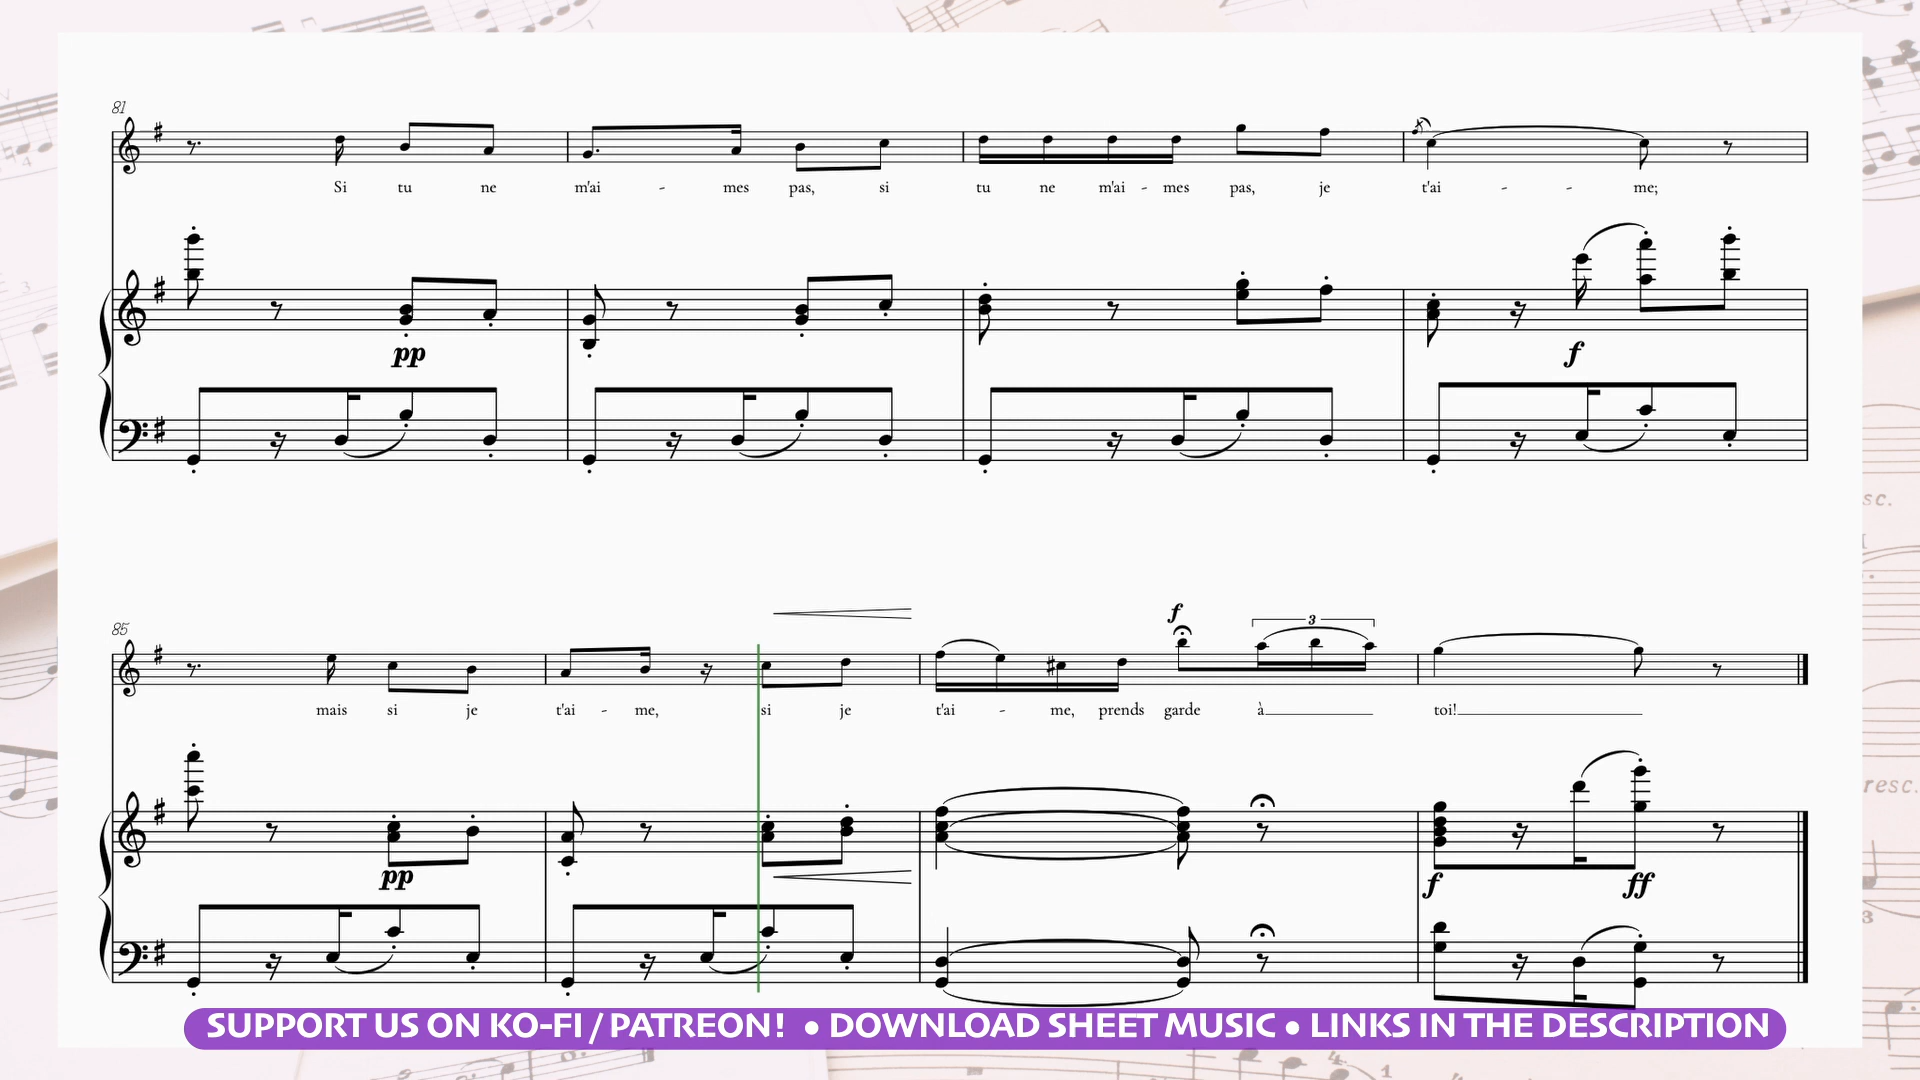 81
Si tu ne m'ai - mes pas, si tu ne m'ai - mes pas, je t'ai - - me;
pp f
85
f
3
mais si je t'ai - me, si je t'ai - me, prends garde à toi!
pp f ff
SUPPORT US ON KO-FI / PATREON! • DOWNLOAD SHEET MUSIC • LINKS IN THE DESCRIPTION